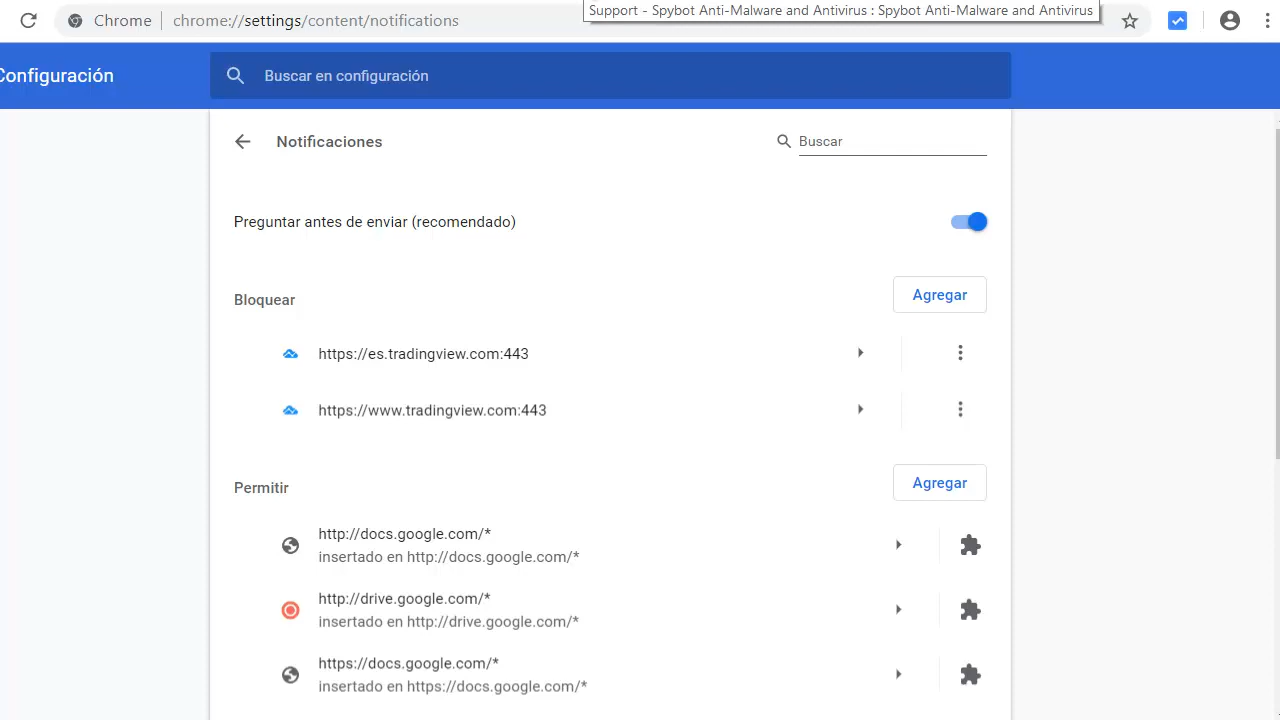 Support - Spybot Anti-Malware and Antivirus : Spybot Anti-Malware and Antivirus
Chrome chrome://settings/content/notifications
Configuración
Buscar en configuración
Notificaciones
Buscar
Preguntar antes de enviar (recomendado)
Bloquear
Agregar
https://es.tradingview.com:443
https://www.tradingview.com:443
Permitir
Agregar
http://docs.google.com/*
insertado en http://docs.google.com/*
http://drive.google.com/*
insertado en http://drive.google.com/*
https://docs.google.com/*
insertado en https://docs.google.com/*